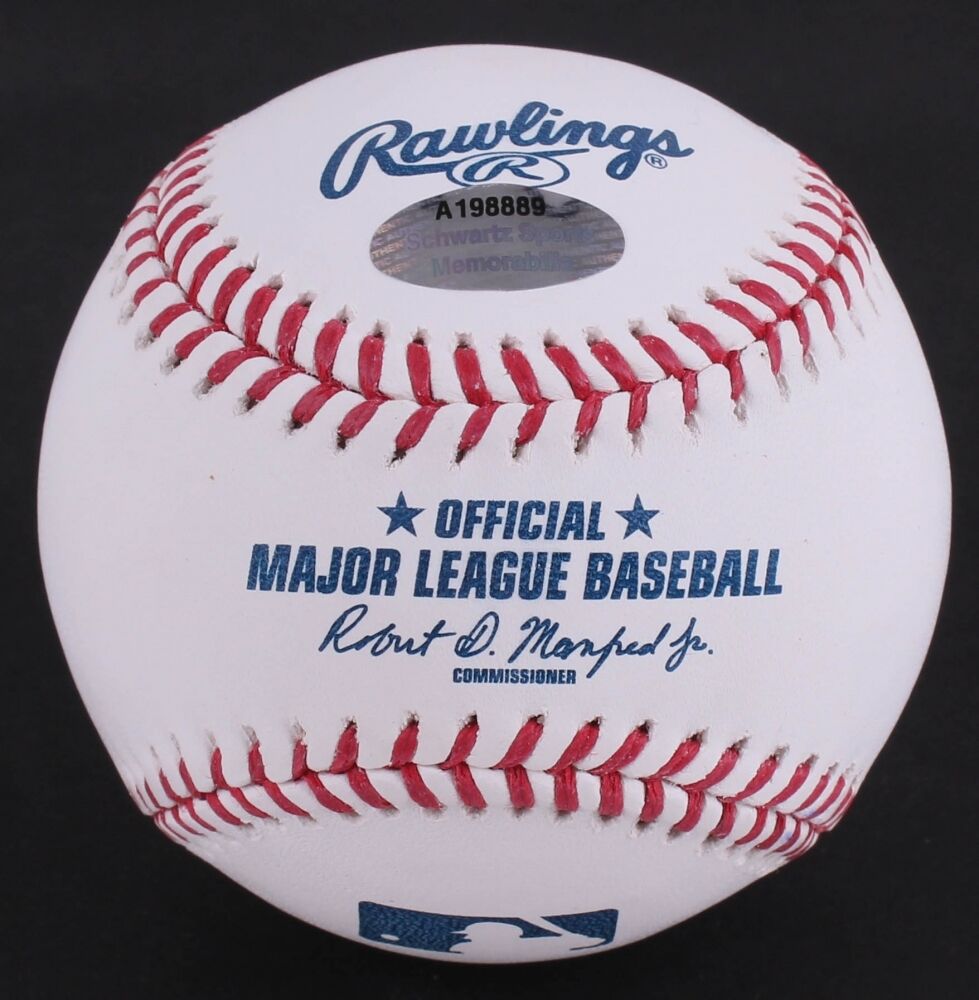 Rawlings®
R
A198889
Schwartz Sports
Memorabilia
★ OFFICIAL ★
MAJOR LEAGUE BASEBALL
Robert D. Manfred Jr.
COMMISSIONER